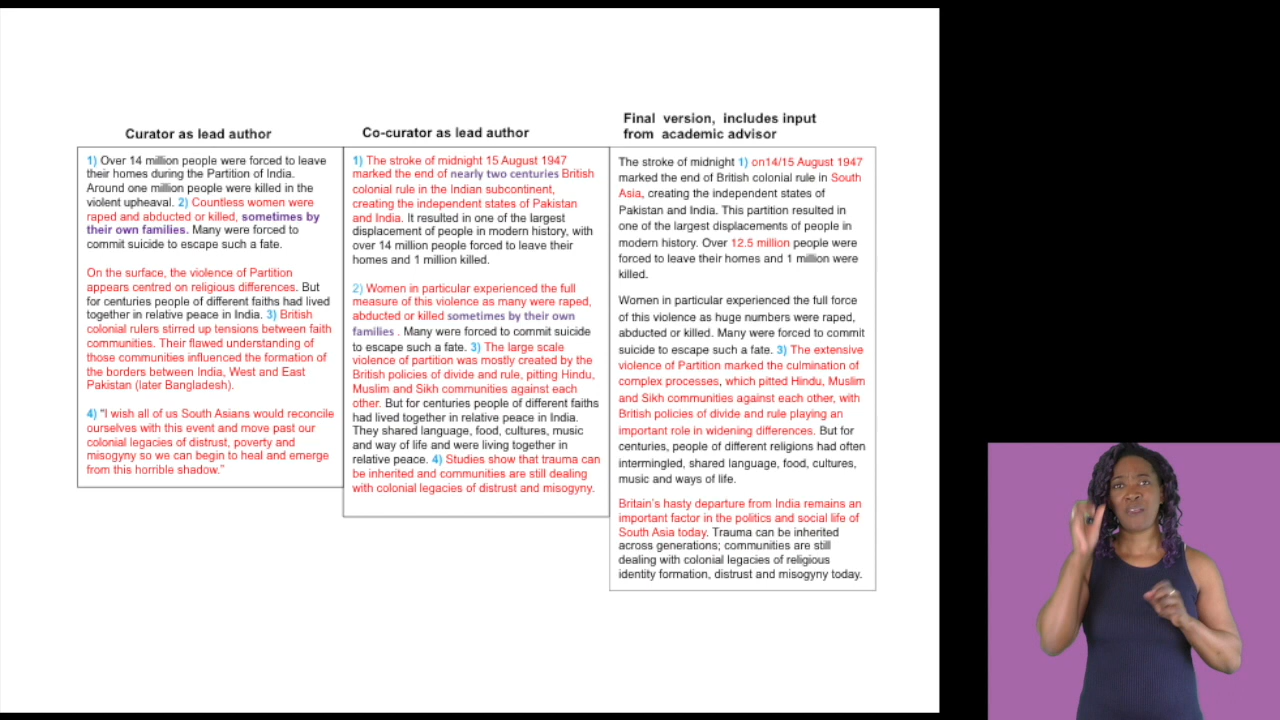 Curator as lead author
1) Over 14 million people were forced to leave
their homes during the Partition of India.
Around one million people were killed in the
violent upheaval. 2) Countless women were
raped and abducted or killed, sometimes by
their own families. Many were forced to
commit suicide to escape such a fate.
On the surface, the violence of Partition
appears centred on religious differences. But
for centuries people of different faiths had lived
together in relative peace in India. 3) British
colonial rulers stirred up tensions between faith
communities. Their flawed understanding of
those communities influenced the formation of
the borders between India, West and East
Pakistan (later Bangladesh).
4) "I wish all of us South Asians would reconcile
ourselves with this event and move past our
colonial legacies of distrust, poverty and
misogyny so we can begin to heal and emerge
from this horrible shadow."
Co-curator as lead author
1) The stroke of midnight 15 August 1947
marked the end of nearly two centuries British
colonial rule in the Indian subcontinent,
creating the independent states of Pakistan
and India. It resulted in one of the largest
displacement of people in modern history, with
over 14 million people forced to leave their
homes and 1 million killed.
2) Women in particular experienced the full
measure of this violence as many were raped,
abducted or killed sometimes by their own
families . Many were forced to commit suicide
to escape such a fate. 3) The large scale
violence of partition was mostly created by the
British policies of divide and rule, pitting Hindu,
Muslim and Sikh communities against each
other. But for centuries people of different faiths
had lived together in relative peace in India.
They shared language, food, cultures, music
and way of life and were living together in
relative peace. 4) Studies show that trauma can
be inherited and communities are still dealing
with colonial legacies of distrust and misogyny.
Final version, includes input
from academic advisor
The stroke of midnight 1) on14/15 August 1947
marked the end of British colonial rule in South
Asia, creating the independent states of
Pakistan and India. This partition resulted in
one of the largest displacements of people in
modern history. Over 12.5 million people were
forced to leave their homes and 1 million were
killed.
Women in particular experienced the full force
of this violence as huge numbers were raped,
abducted or killed. Many were forced to commit
suicide to escape such a fate. 3) The extensive
violence of Partition marked the culmination of
complex processes, which pitted Hindu, Muslim
and Sikh communities against each other, with
British policies of divide and rule playing an
important role in widening differences. But for
centuries, people of different religions had often
intermingled, shared language, food, cultures,
music and ways of life.
Britain's hasty departure from India remains an
important factor in the politics and social life of
South Asia today. Trauma can be inherited
across generations; communities are still
dealing with colonial legacies of religious
identity formation, distrust and misogyny today.